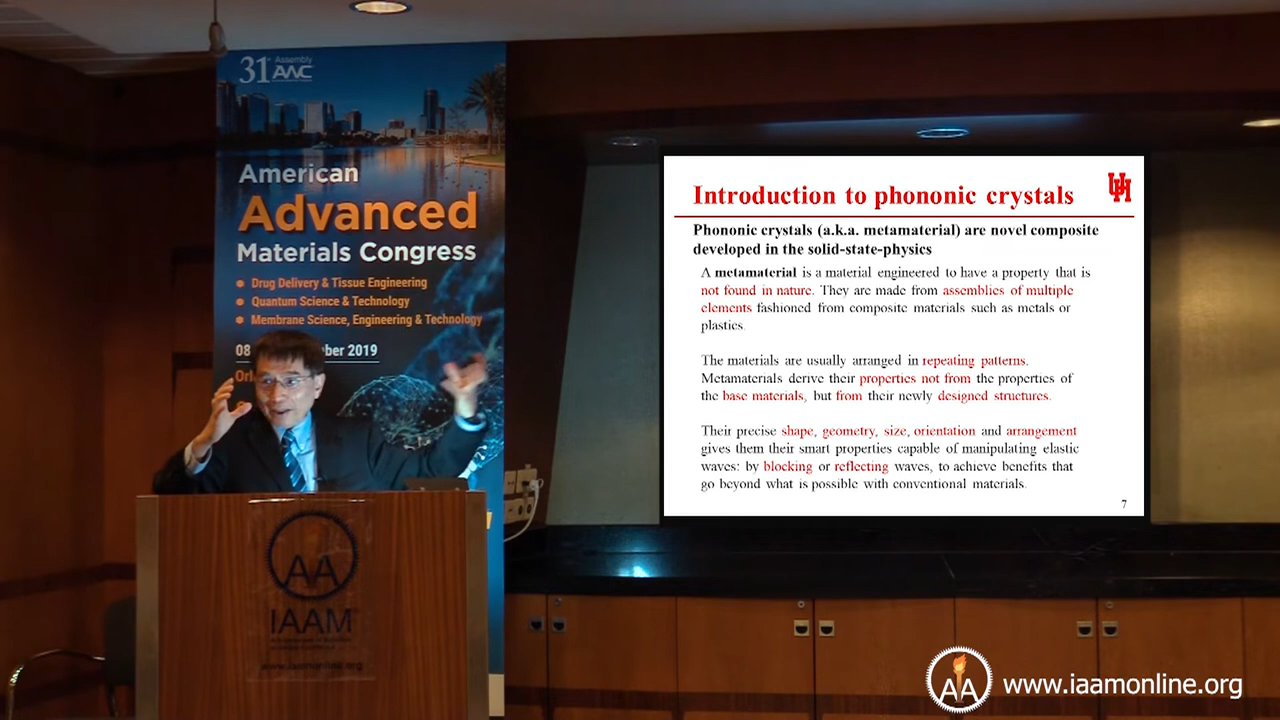 31st Assembly
AMC
American
Advanced
Materials Congress
Drug Delivery & Tissue Engineering
Quantum Science & Technology
Membrane Science, Engineering & Technology
08
ber 2019
Introduction to phononic crystals
UH
Phononic crystals (a.k.a. metamaterial) are novel composite
developed in the solid-state-physics
A metamaterial is a material engineered to have a property that is
not found in nature. They are made from assemblies of multiple
elements fashioned from composite materials such as metals or
plastics.
The materials are usually arranged in repeating patterns.
Metamaterials derive their properties not from the properties of
the base materials, but from their newly designed structures.
Their precise shape, geometry, size, orientation and arrangement
gives them their smart properties capable of manipulating elastic
waves: by blocking or reflecting waves, to achieve benefits that
go beyond what is possible with conventional materials.
7
AA
IAAM
www.iaamonline.org
AA
www.iaamonline.org